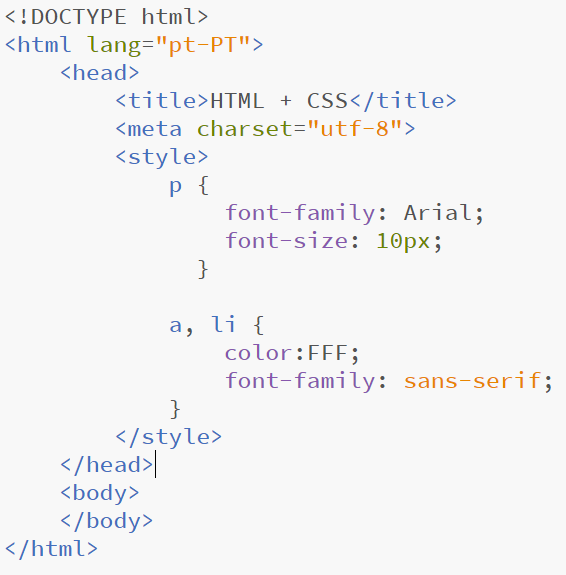 <!DOCTYPE html>
<html lang="pt-PT">
    <head>
        <title>HTML + CSS</title>
        <meta charset="utf-8">
        <style>
            p {
                font-family: Arial;
                font-size: 10px;
              }

            a, li {
                color:FFF;
                font-family: sans-serif;
            }
        </style>
    </head>
    <body>
    </body>
</html>